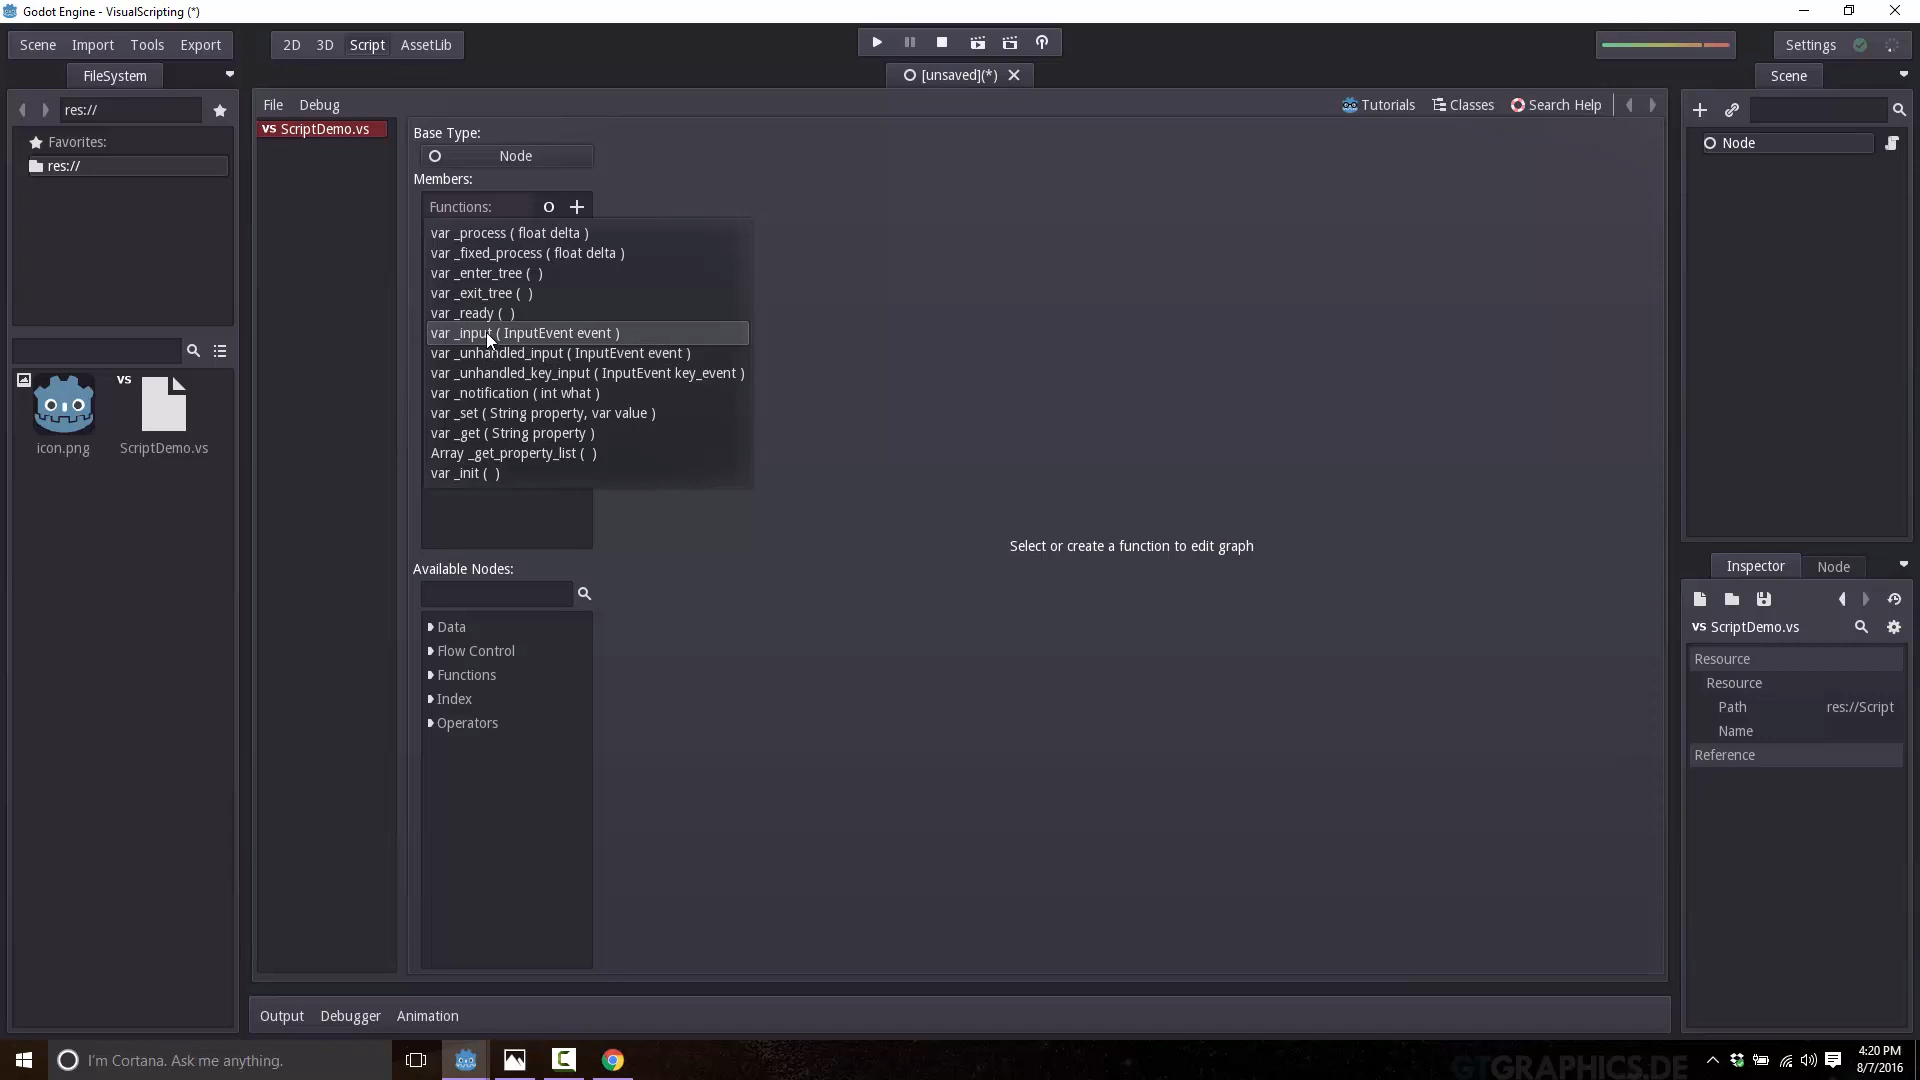 Godot Engine - VisualScripting (*)
Scene Import Tools Export
2D 3D Script AssetLib
Settings
FileSystem
[unsaved](*)
Scene
res://
File Debug
Tutorials Classes Search Help
Favorites:
res://
VS ScriptDemo.vs
Base Type:
Node
Members:
Functions:
var _process ( float delta )
var _fixed_process ( float delta )
var _enter_tree (  )
var _exit_tree (  )
var _ready (  )
var _input ( InputEvent event )
var _unhandled_input ( InputEvent event )
var _unhandled_key_input ( InputEvent key_event )
var _notification ( int what )
var _set ( String property, var value )
var _get ( String property )
Array _get_property_list (  )
var _init (  )
Select or create a function to edit graph
Available Nodes:
Data
Flow Control
Functions
Index
Operators
VS
icon.png
ScriptDemo.vs
Node
Inspector Node
VS ScriptDemo.vs
Resource
Resource
Path res://Script
Name
Reference
Output Debugger Animation
I'm Cortana. Ask me anything.
GTGRAPHICS.DE
4:20 PM
8/7/2016